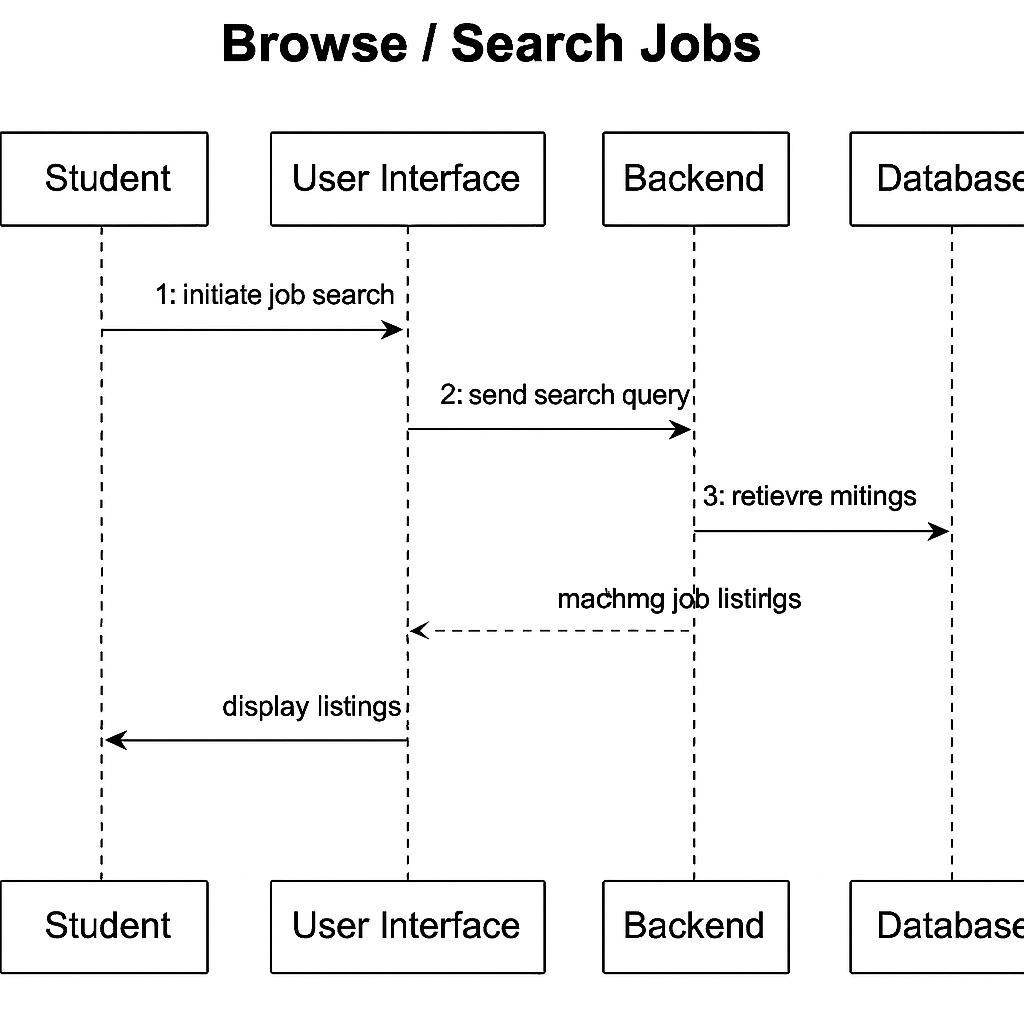 Browse / Search Jobs
Student
User Interface
Backend
Database
1: initiate job search
2: send search query
3: retievre mitings
machmg job listings
display listings
Student
User Interface
Backend
Database